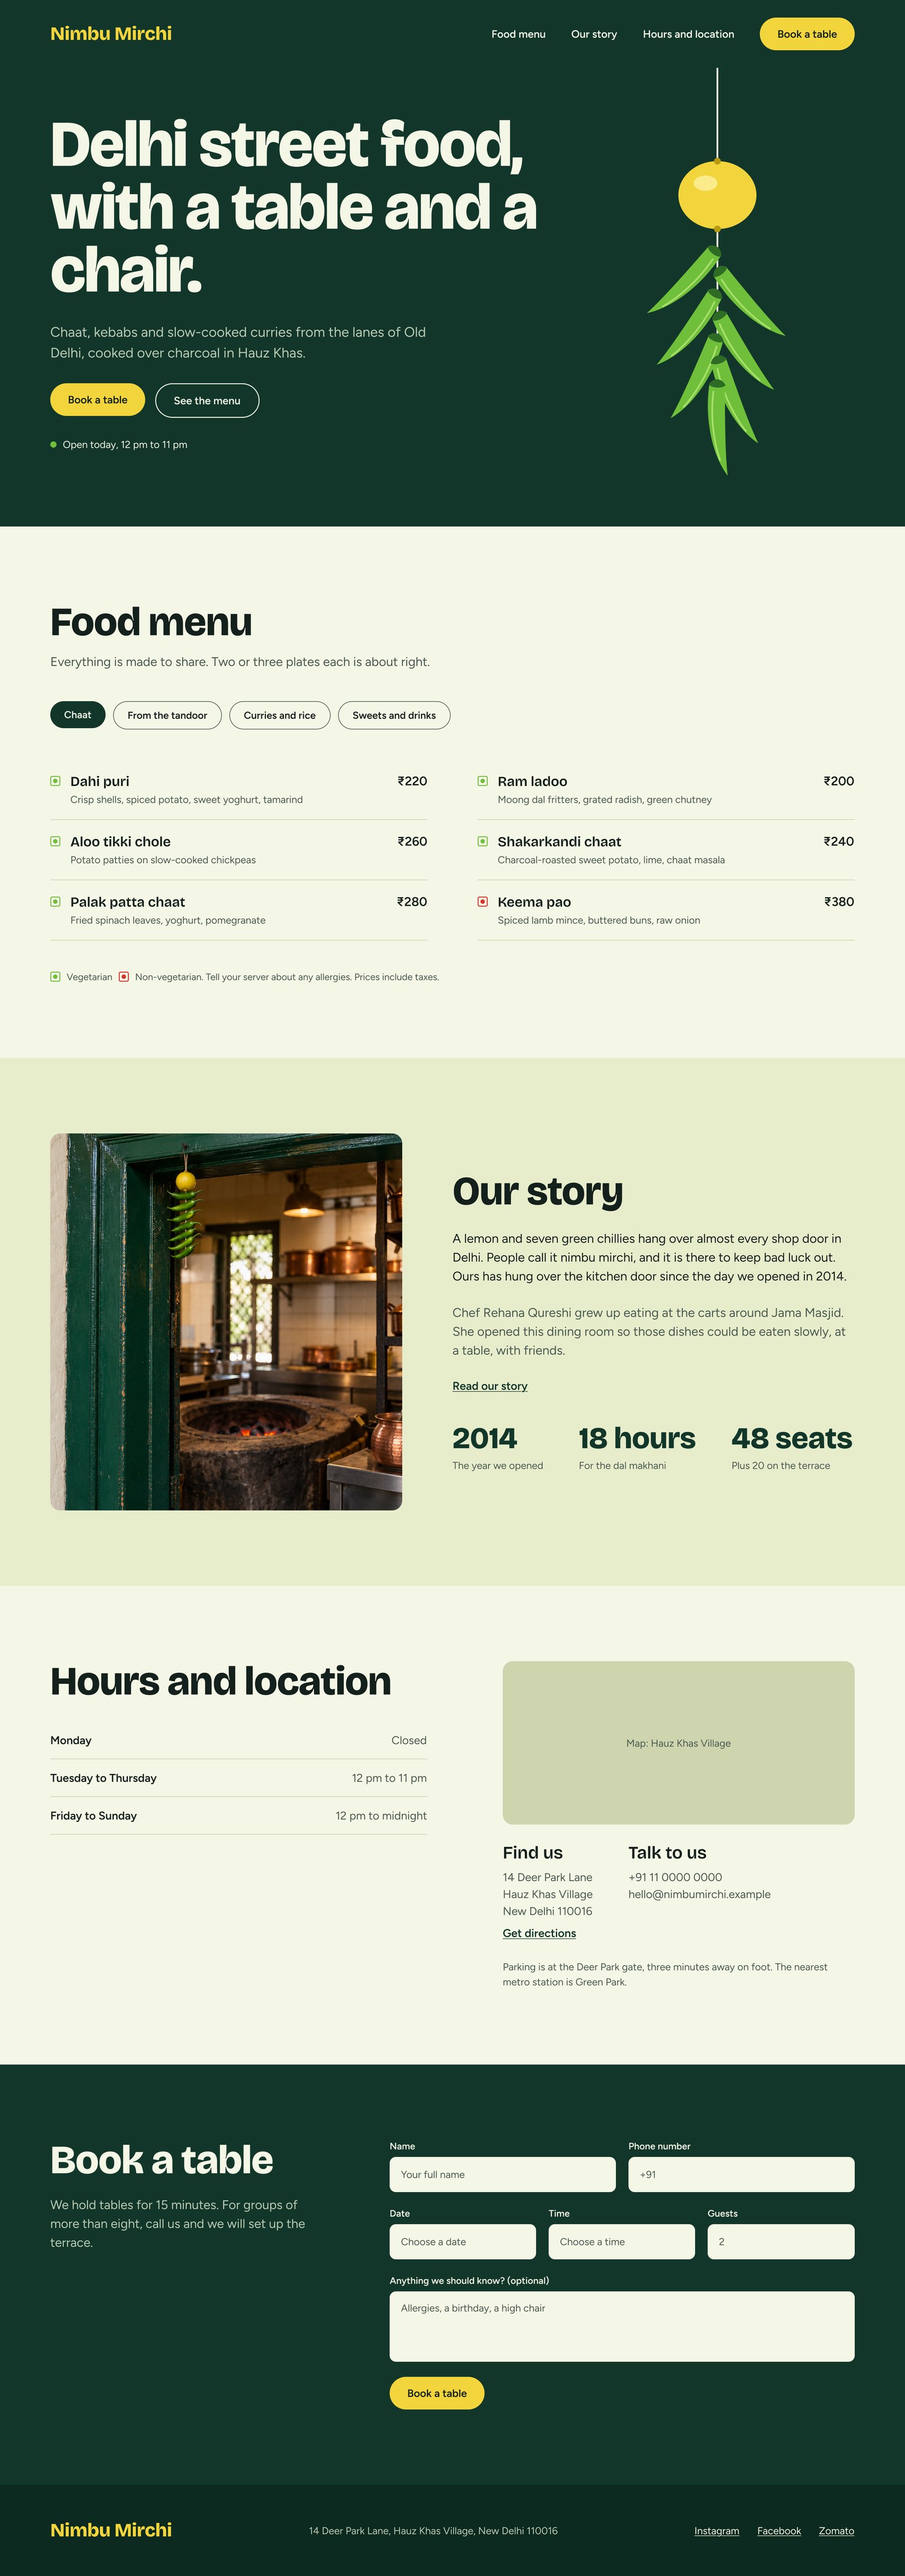 Nimbu Mirchi
Food menu
Our story
Hours and location
Book a table
Delhi street food,
with a table and a
chair.
Chaat, kebabs and slow-cooked curries from the lanes of Old
Delhi, cooked over charcoal in Hauz Khas.
Book a table
See the menu
Open today, 12 pm to 11 pm
Food menu
Everything is made to share. Two or three plates each is about right.
Chaat
From the tandoor
Curries and rice
Sweets and drinks
Dahi puri ₹220
Crisp shells, spiced potato, sweet yoghurt, tamarind
Aloo tikki chole ₹260
Potato patties on slow-cooked chickpeas
Palak patta chaat ₹280
Fried spinach leaves, yoghurt, pomegranate
Ram ladoo ₹200
Moong dal fritters, grated radish, green chutney
Shakarkandi chaat ₹240
Charcoal-roasted sweet potato, lime, chaat masala
Keema pao ₹380
Spiced lamb mince, buttered buns, raw onion
Vegetarian Non-vegetarian. Tell your server about any allergies. Prices include taxes.
Our story
A lemon and seven green chillies hang over almost every shop door in
Delhi. People call it nimbu mirchi, and it is there to keep bad luck out.
Ours has hung over the kitchen door since the day we opened in 2014.
Chef Rehana Qureshi grew up eating at the carts around Jama Masjid.
She opened this dining room so those dishes could be eaten slowly, at
a table, with friends.
Read our story
2014
The year we opened
18 hours
For the dal makhani
48 seats
Plus 20 on the terrace
Hours and location
Monday Closed
Tuesday to Thursday 12 pm to 11 pm
Friday to Sunday 12 pm to midnight
Map: Hauz Khas Village
Find us
14 Deer Park Lane
Hauz Khas Village
New Delhi 110016
Get directions
Talk to us
+91 11 0000 0000
hello@nimbumirchi.example
Parking is at the Deer Park gate, three minutes away on foot. The nearest
metro station is Green Park.
Book a table
We hold tables for 15 minutes. For groups of
more than eight, call us and we will set up the
terrace.
Name
Your full name
Phone number
+91
Date
Choose a date
Time
Choose a time
Guests
2
Anything we should know? (optional)
Allergies, a birthday, a high chair
Book a table
Nimbu Mirchi
14 Deer Park Lane, Hauz Khas Village, New Delhi 110016
Instagram
Facebook
Zomato